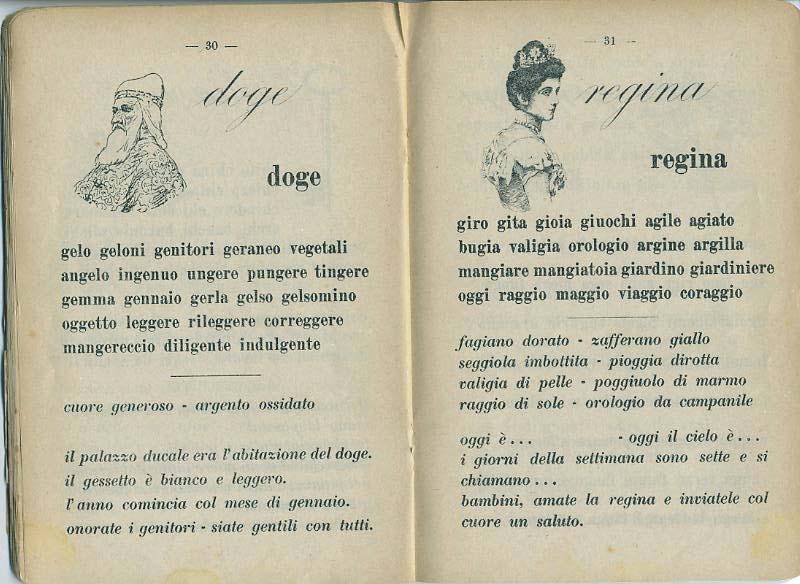 — 30 —
doge
doge
gelo geloni genitori geraneo vegetali
angelo ingenuo ungere pungere tingere
gemma gennaio gerla gelso gelsomino
oggetto leggere rileggere correggere
mangereccio diligente indulgente
cuore generoso - argento ossidato
il palazzo ducale era l'abitazione del doge.
il gessetto è bianco e leggero.
l'anno comincia col mese di gennaio.
onorate i genitori - siate gentili con tutti.
— 31 —
regina
regina
giro gita gioia giuochi agile agiato
bugia valigia orologio argine argilla
mangiare mangiatoia giardino giardiniere
oggi raggio maggio viaggio coraggio
fagiano dorato - zafferano giallo
seggiola imbottita - pioggia dirotta
valigia di pelle - poggiuolo di marmo
raggio di sole - orologio da campanile
oggi è... - oggi il cielo è...
i giorni della settimana sono sette e si
chiamano...
bambini, amate la regina e inviatele col
cuore un saluto.